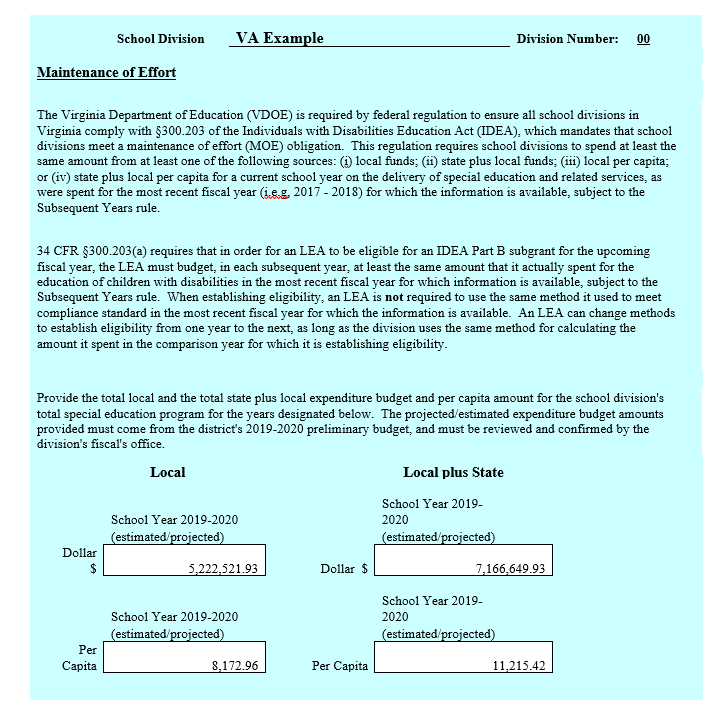 School Division VA Example Division Number: 00
Maintenance of Effort
The Virginia Department of Education (VDOE) is required by federal regulation to ensure all school divisions in
Virginia comply with §300.203 of the Individuals with Disabilities Education Act (IDEA), which mandates that school
divisions meet a maintenance of effort (MOE) obligation. This regulation requires school divisions to spend at least the
same amount from at least one of the following sources: (i) local funds; (ii) state plus local funds; (iii) local per capita;
or (iv) state plus local per capita for a current school year on the delivery of special education and related services, as
were spent for the most recent fiscal year (i.e.g. 2017 - 2018) for which the information is available, subject to the
Subsequent Years rule.
34 CFR §300.203(a) requires that in order for an LEA to be eligible for an IDEA Part B subgrant for the upcoming
fiscal year, the LEA must budget, in each subsequent year, at least the same amount that it actually spent for the
education of children with disabilities in the most recent fiscal year for which information is available, subject to the
Subsequent Years rule. When establishing eligibility, an LEA is not required to use the same method it used to meet
compliance standard in the most recent fiscal year for which the information is available. An LEA can change methods
to establish eligibility from one year to the next, as long as the division uses the same method for calculating the
amount it spent in the comparison year for which it is establishing eligibility.
Provide the total local and the total state plus local expenditure budget and per capita amount for the school division's
total special education program for the years designated below. The projected/estimated expenditure budget amounts
provided must come from the district's 2019-2020 preliminary budget, and must be reviewed and confirmed by the
division's fiscal's office.
Local Local plus State
School Year 2019-
School Year 2019-2020 2020
(estimated/projected) (estimated/projected)
Dollar
$ 5,222,521.93 Dollar $ 7,166,649.93
School Year 2019-
School Year 2019-2020 2020
(estimated/projected) (estimated/projected)
Per
Capita 8,172.96 Per Capita 11,215.42